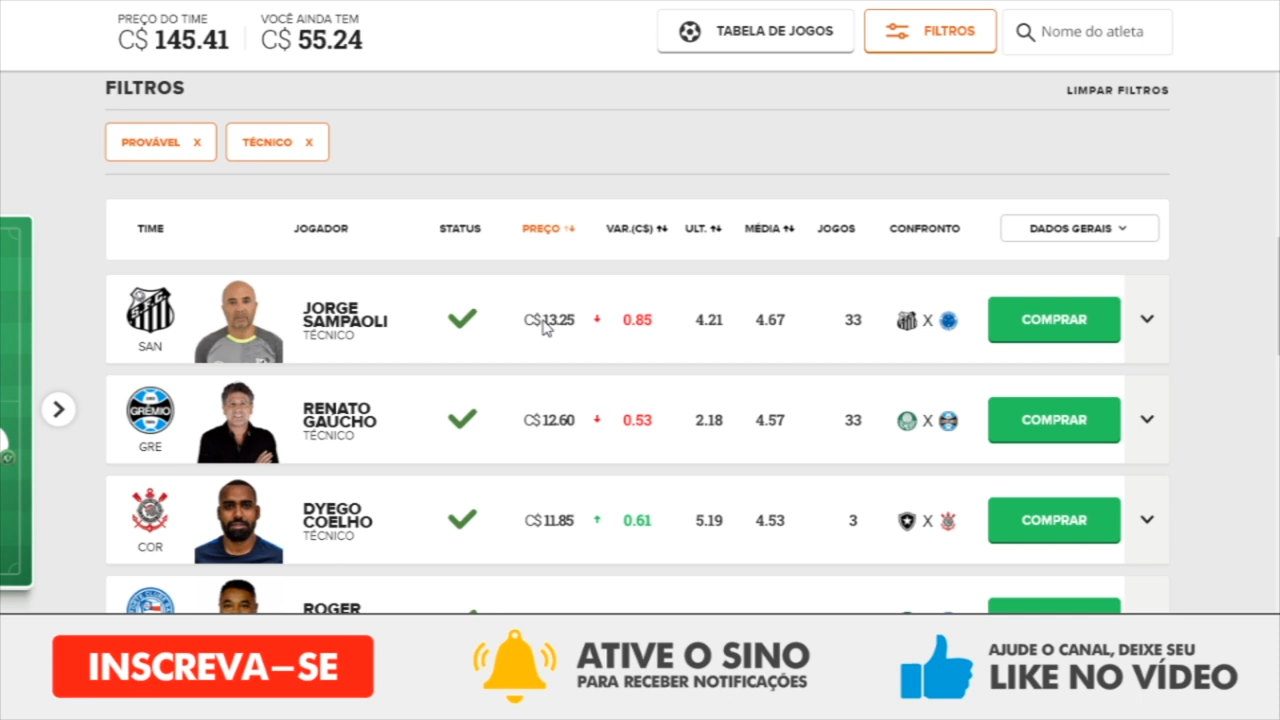 PREÇO DO TIME
C$ 145.41
VOCÊ AINDA TEM
C$ 55.24
TABELA DE JOGOS
FILTROS
Nome do atleta
FILTROS
LIMPAR FILTROS
PROVÁVEL X
TÉCNICO X
TIME JOGADOR STATUS PREÇO VAR.(C$) ULT. MÉDIA JOGOS CONFRONTO DADOS GERAIS
SAN
JORGE
SAMPAOLI
TÉCNICO
C$ 13.25 0.85 4.21 4.67 33 X COMPRAR
GRÊMIO
GRE
RENATO
GAUCHO
TÉCNICO
C$ 12.60 0.53 2.18 4.57 33 X COMPRAR
COR
DYEGO
COELHO
TÉCNICO
C$ 11.85 0.61 5.19 4.53 3 X COMPRAR
ROGER
INSCREVA-SE
ATIVE O SINO
PARA RECEBER NOTIFICAÇÕES
AJUDE O CANAL, DEIXE SEU
LIKE NO VÍDEO